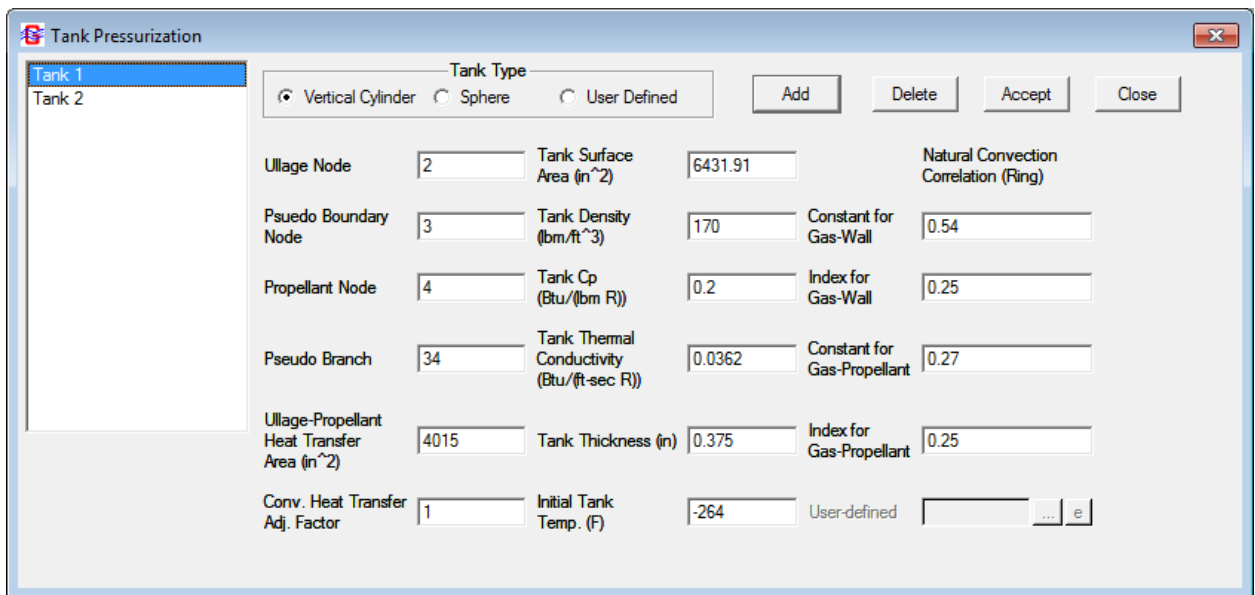 Tank Pressurization
Tank 1
Tank 2
Tank Type
Vertical Cylinder
Sphere
User Defined
Add
Delete
Accept
Close
Ullage Node
2
Tank Surface
Area (in^2)
6431.91
Natural Convection
Correlation (Ring)
Psuedo Boundary
Node
3
Tank Density
(lbm/ft^3)
170
Constant for
Gas-Wall
0.54
Propellant Node
4
Tank Cp
(Btu/(lbm R))
0.2
Index for
Gas-Wall
0.25
Pseudo Branch
34
Tank Thermal
Conductivity
(Btu/(ft-sec R))
0.0362
Constant for
Gas-Propellant
0.27
Ullage-Propellant
Heat Transfer
Area (in^2)
4015
Tank Thickness (in)
0.375
Index for
Gas-Propellant
0.25
Conv. Heat Transfer
Adj. Factor
1
Initial Tank
Temp. (F)
-264
User-defined
...
e